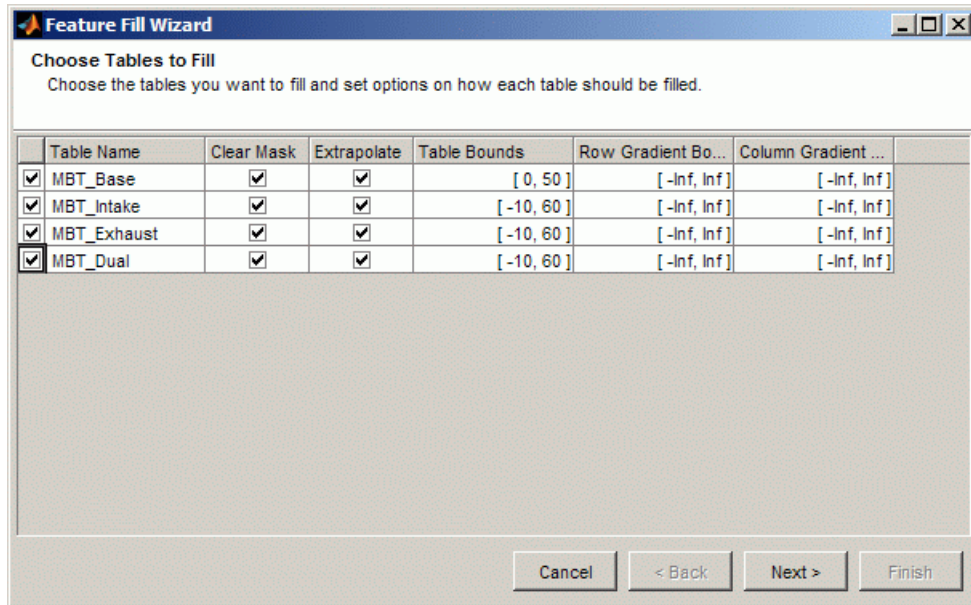 Feature Fill Wizard
Choose Tables to Fill
Choose the tables you want to fill and set options on how each table should be filled.
Table Name Clear Mask Extrapolate Table Bounds Row Gradient Bo... Column Gradient ...
MBT_Base [ 0, 50 ] [ -Inf, Inf ] [ -Inf, Inf ]
MBT_Intake [ -10, 60 ] [ -Inf, Inf ] [ -Inf, Inf ]
MBT_Exhaust [ -10, 60 ] [ -Inf, Inf ] [ -Inf, Inf ]
MBT_Dual [ -10, 60 ] [ -Inf, Inf ] [ -Inf, Inf ]
Cancel < Back Next > Finish